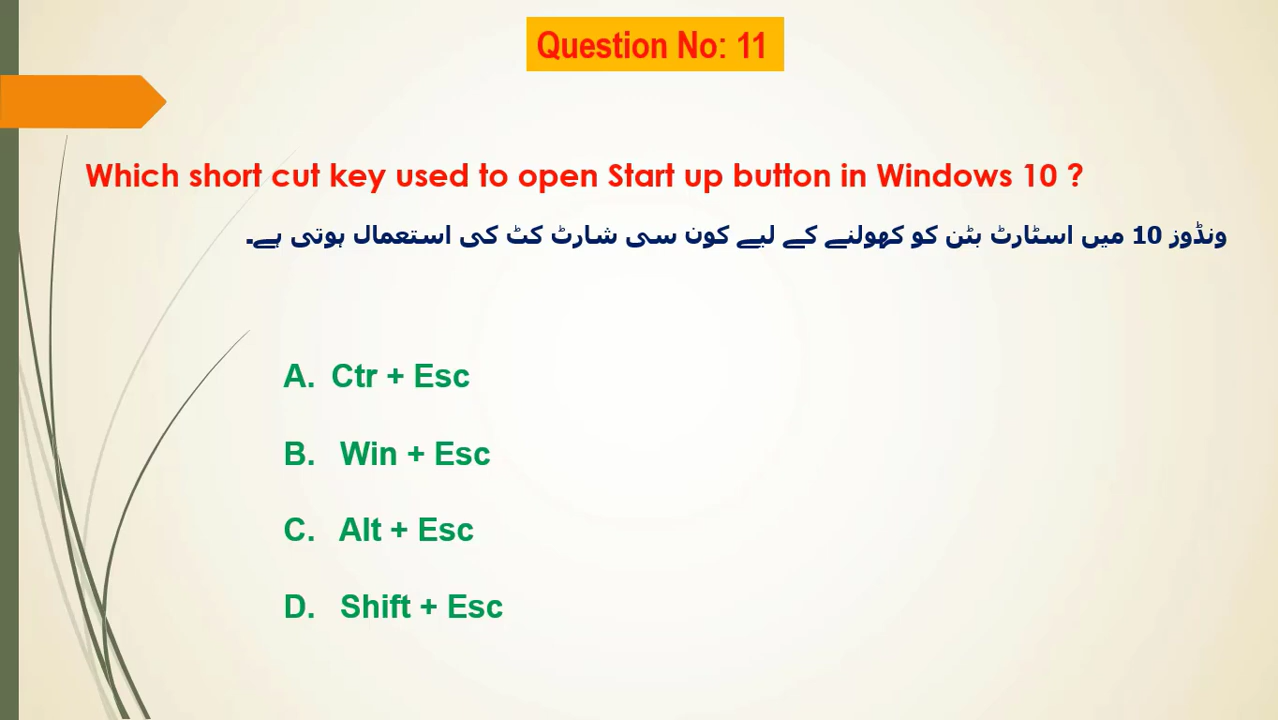 Question No: 11
Which short cut key used to open Start up button in Windows 10 ?
ونڈوز 10 میں اسٹارٹ بٹن کو کھولنے کے لیے کون سی شارٹ کٹ کی استعمال ہوتی ہے۔
A. Ctr + Esc
B. Win + Esc
C. Alt + Esc
D. Shift + Esc